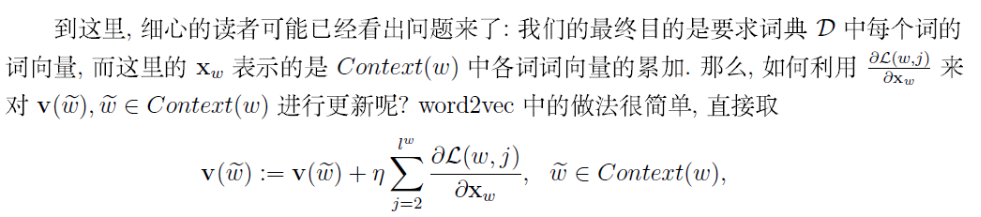 到这里, 细心的读者可能已经看出问题来了: 我们的最终目的是要求词典 $\mathcal{D}$ 中每个词的
词向量, 而这里的 $\mathbf{x}_w$ 表示的是 $Context(w)$ 中各词词向量的累加. 那么, 如何利用 $\frac{\partial \mathcal{L}(w,j)}{\partial \mathbf{x}_w}$ 来
对 $\mathbf{v}(\widetilde{w}), \widetilde{w} \in Context(w)$ 进行更新呢? word2vec 中的做法很简单, 直接取
$\mathbf{v}(\widetilde{w}) := \mathbf{v}(\widetilde{w}) + \eta \sum_{j=2}^{l^w} \frac{\partial \mathcal{L}(w,j)}{\partial \mathbf{x}_w}, \quad \widetilde{w} \in Context(w),$